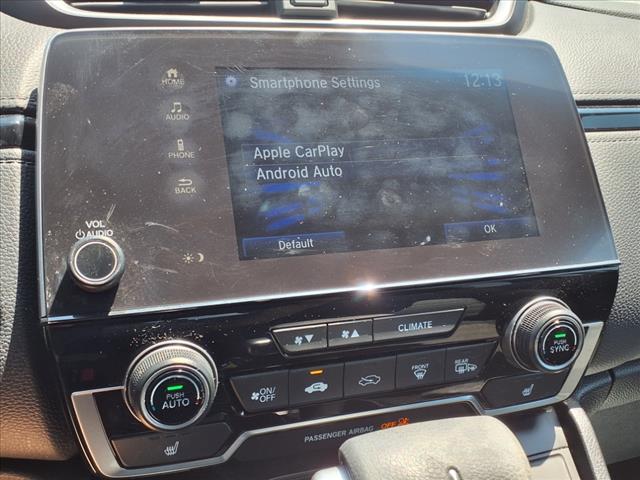 Smartphone Settings 12:13
HOME
AUDIO
PHONE
BACK
Apple CarPlay
Android Auto
Default
OK
VOL
AUDIO
CLIMATE
PUSH
AUTO
PUSH
SYNC
ON/OFF
FRONT
REAR
PASSENGER AIRBAG OFF